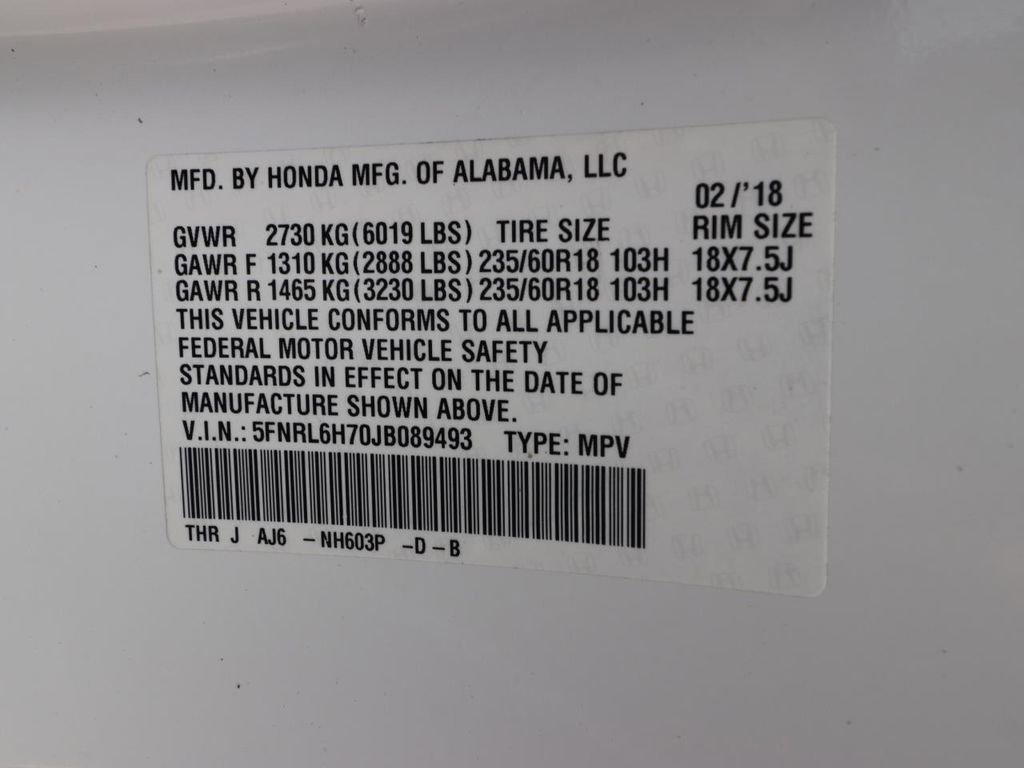 MFD. BY HONDA MFG. OF ALABAMA, LLC
02 /'18
GVWR 2730 KG(6019 LBS) TIRE SIZE RIM SIZE
GAWR F 1310 KG(2888 LBS) 235/60R18 103H 18X7.5J
GAWR R 1465 KG(3230 LBS) 235/60R18 103H 18X7.5J
THIS VEHICLE CONFORMS TO ALL APPLICABLE
FEDERAL MOTOR VEHICLE SAFETY
STANDARDS IN EFFECT ON THE DATE OF
MANUFACTURE SHOWN ABOVE.
V.I.N.: 5FNRL6H70JB089493 TYPE: MPV
THR J AJ6 -NH603P -D-B